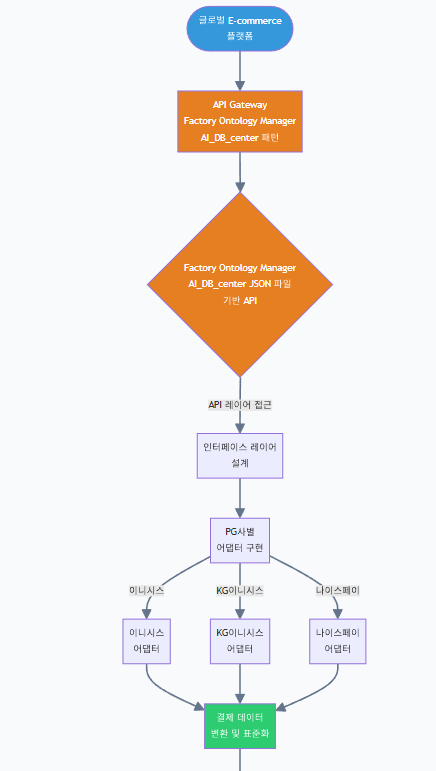 글로벌 E-commerce
플랫폼
API Gateway
Factory Ontology Manager
AI_DB_center 패턴
Factory Ontology Manager
AI_DB_center JSON 파일
기반 API
API 레이어 접근
인터페이스 레이어
설계
PG사별
어댑터 구현
이니시스
KG이니시스
나이스페이
이니시스
어댑터
KG이니시스
어댑터
나이스페이
어댑터
결제 데이터
변환 및 표준화